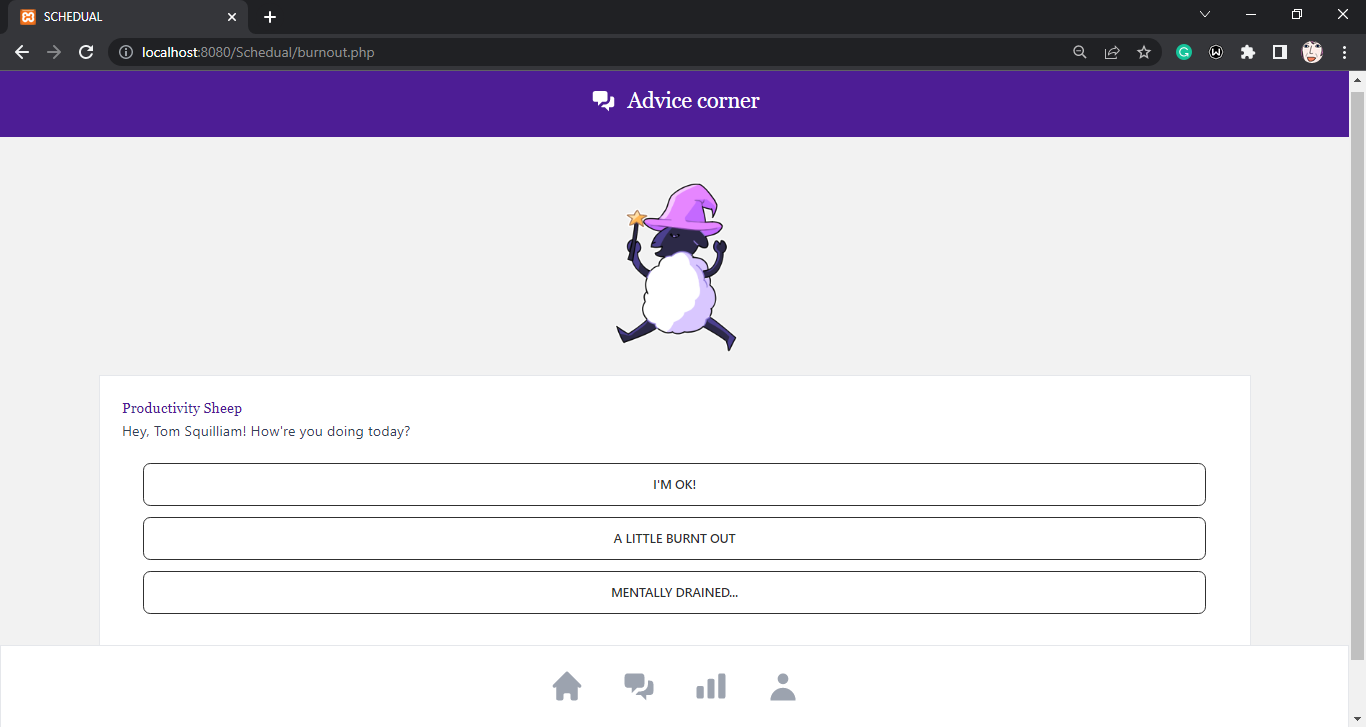 SCHEDUAL
localhost:8080/Schedual/burnout.php
Advice corner
Productivity Sheep
Hey, Tom Squilliam! How're you doing today?
I'M OK!
A LITTLE BURNT OUT
MENTALLY DRAINED...